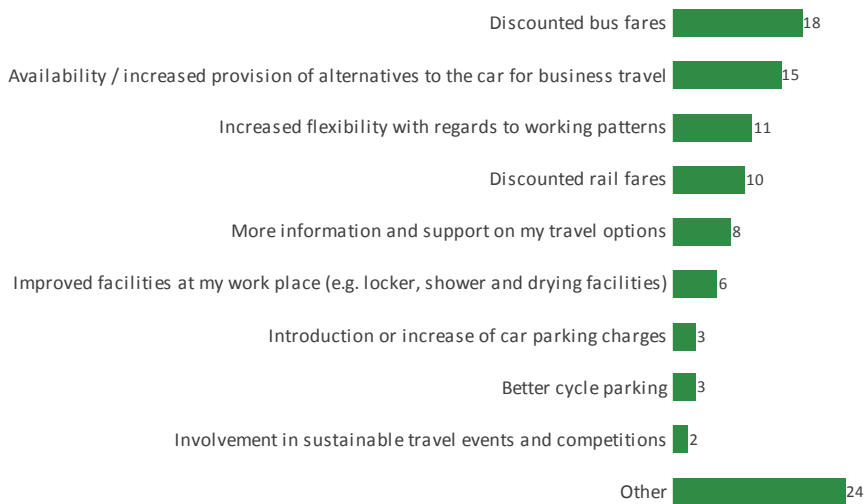 Discounted bus fares 18
Availability / increased provision of alternatives to the car for business travel 15
Increased flexibility with regards to working patterns 11
Discounted rail fares 10
More information and support on my travel options 8
Improved facilities at my work place (e.g. locker, shower and drying facilities) 6
Introduction or increase of car parking charges 3
Better cycle parking 3
Involvement in sustainable travel events and competitions 2
Other 24